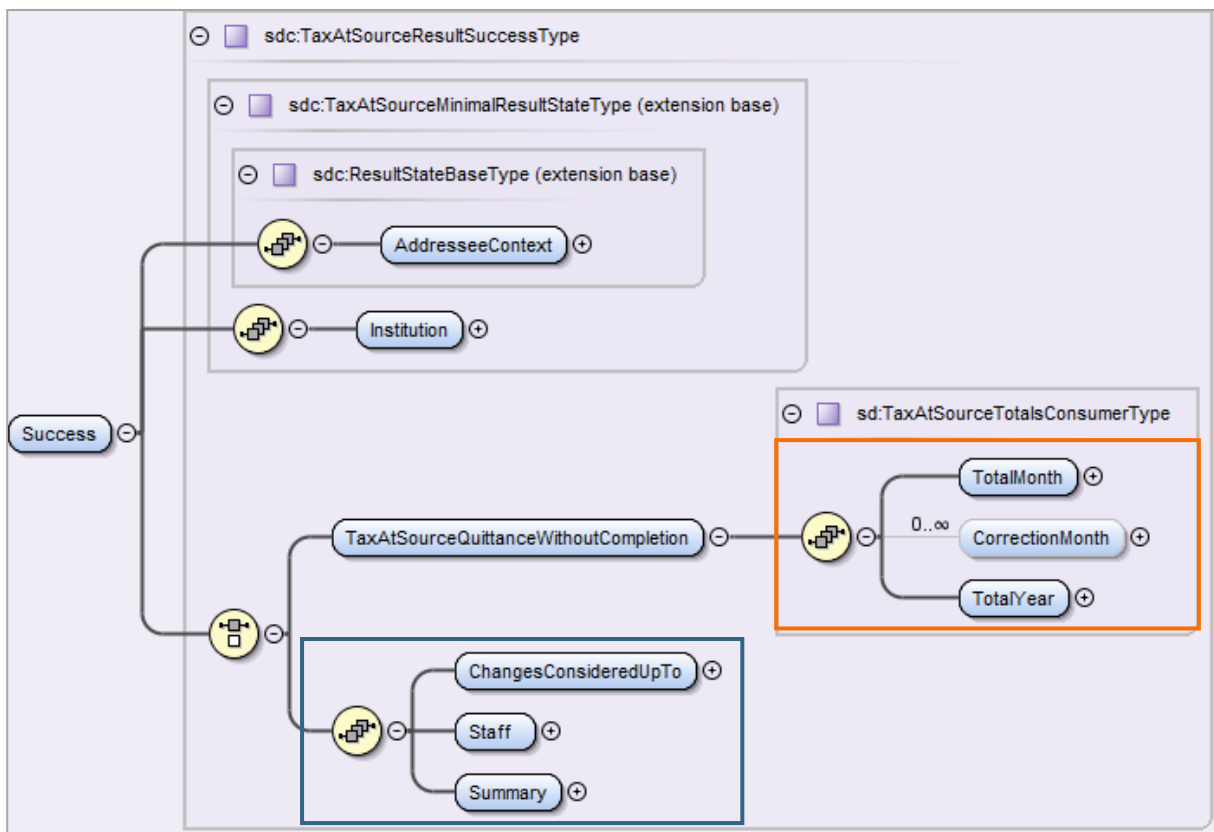 sdc:TaxAtSourceResultSuccessType
sdc:TaxAtSourceMinimalResultStateType (extension base)
sdc:ResultStateBaseType (extension base)
AddresseeContext
Institution
Success
sd:TaxAtSourceTotalsConsumerType
TotalMonth
TaxAtSourceQuittanceWithoutCompletion
0..∞
CorrectionMonth
TotalYear
ChangesConsideredUpTo
Staff
Summary